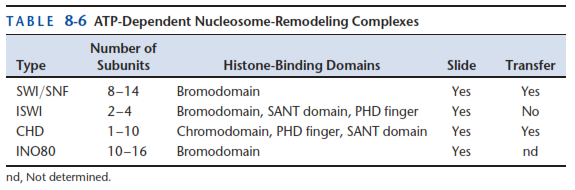 TABLE 8-6 ATP-Dependent Nucleosome-Remodeling Complexes
Number of
Type Subunits Histone-Binding Domains Slide Transfer
SWI/SNF 8–14 Bromodomain Yes Yes
ISWI 2–4 Bromodomain, SANT domain, PHD finger Yes No
CHD 1–10 Chromodomain, PHD finger, SANT domain Yes Yes
INO80 10–16 Bromodomain Yes nd
nd, Not determined.